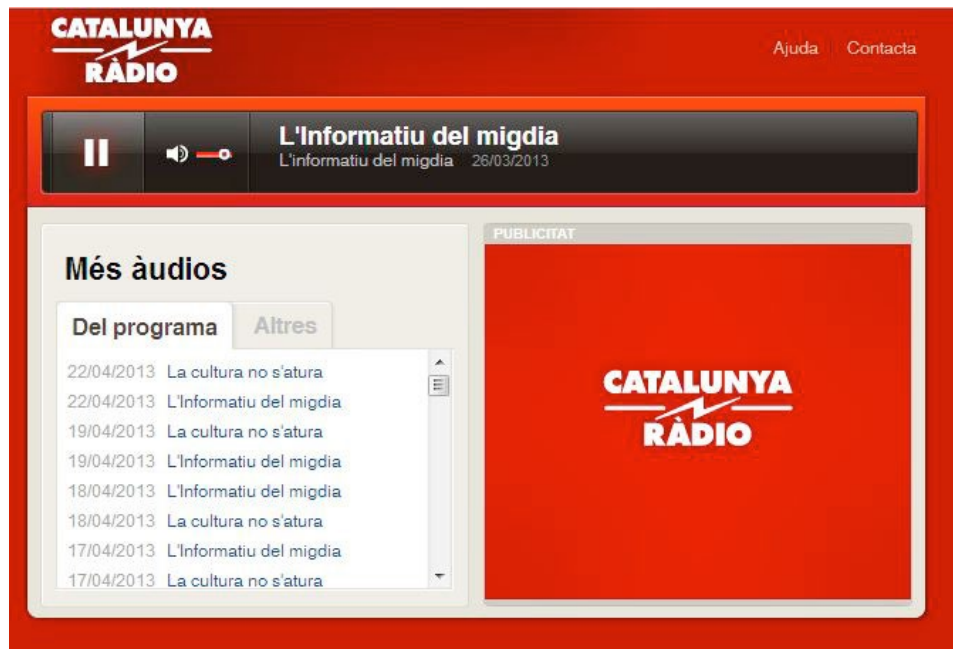 CATALUNYA
RÀDIO
Ajuda Contacta
L'Informatiu del migdia
L'informatiu del migdia 26/03/2013
Més àudios
Del programa Altres
22/04/2013 La cultura no s'atura
22/04/2013 L'Informatiu del migdia
19/04/2013 La cultura no s'atura
19/04/2013 L'Informatiu del migdia
18/04/2013 L'Informatiu del migdia
18/04/2013 La cultura no s'atura
17/04/2013 L'Informatiu del migdia
17/04/2013 La cultura no s'atura
PUBLICITAT
CATALUNYA
RÀDIO